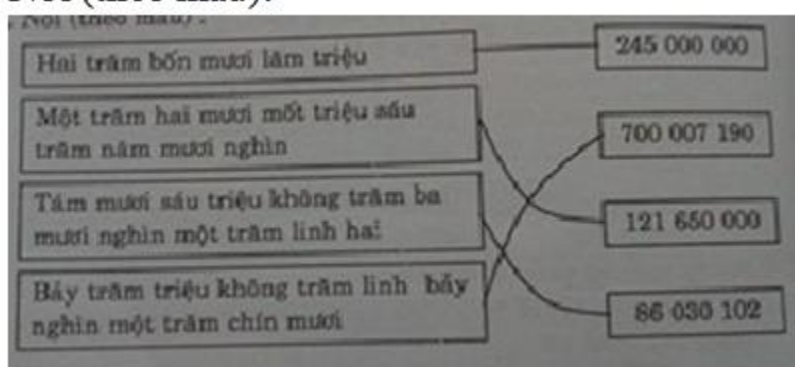 Nối (theo mẫu) :
Hai trăm bốn mươi lăm triệu
245 000 000
Một trăm hai mươi mốt triệu sáu
trăm năm mươi nghìn
700 007 190
Tám mươi sáu triệu không trăm ba
mươi nghìn một trăm linh hai
121 650 000
Bảy trăm triệu không trăm linh bảy
nghìn một trăm chín mươi
86 030 102